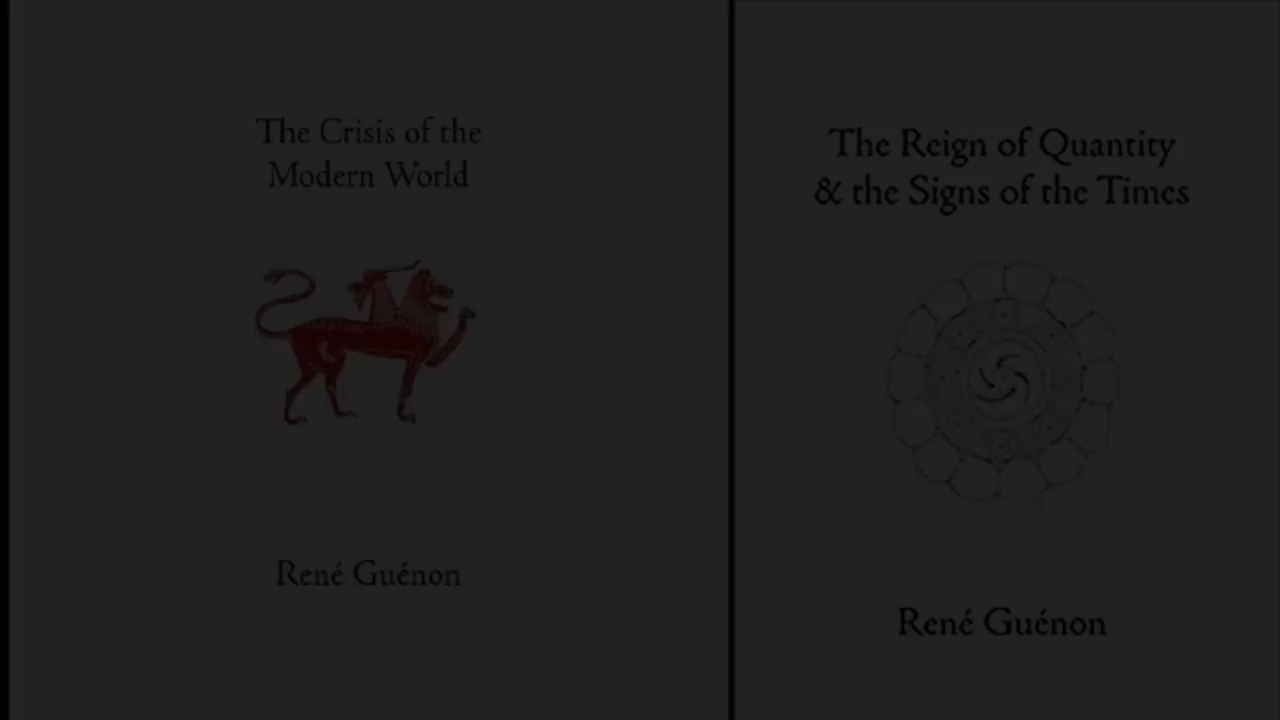 The Crisis of the
Modern World
René Guénon
The Reign of Quantity
& the Signs of the Times
René Guénon